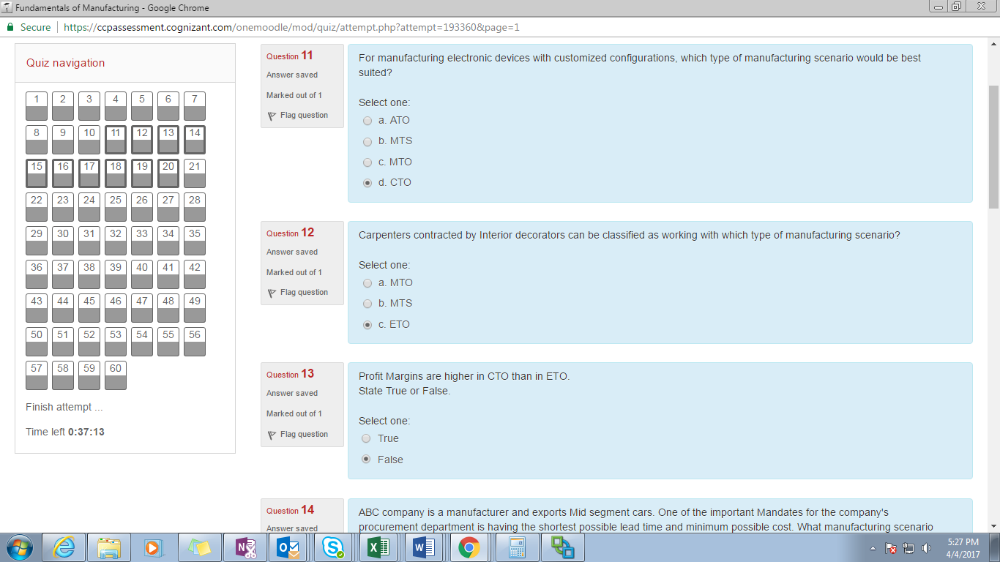 Fundamentals of Manufacturing - Google Chrome
Secure https://ccpassessment.cognizant.com/onemoodle/mod/quiz/attempt.php?attempt=193360&page=1
Quiz navigation
1 2 3 4 5 6 7
8 9 10 11 12 13 14
15 16 17 18 19 20 21
22 23 24 25 26 27 28
29 30 31 32 33 34 35
36 37 38 39 40 41 42
43 44 45 46 47 48 49
50 51 52 53 54 55 56
57 58 59 60
Finish attempt ...
Time left 0:37:13
Question 11
Answer saved
Marked out of 1
Flag question
For manufacturing electronic devices with customized configurations, which type of manufacturing scenario would be best
suited?
Select one:
a. ATO
b. MTS
c. MTO
d. CTO
Question 12
Answer saved
Marked out of 1
Flag question
Carpenters contracted by Interior decorators can be classified as working with which type of manufacturing scenario?
Select one:
a. MTO
b. MTS
c. ETO
Question 13
Answer saved
Marked out of 1
Flag question
Profit Margins are higher in CTO than in ETO.
State True or False.
Select one:
True
False
Question 14
Answer saved
ABC company is a manufacturer and exports Mid segment cars. One of the important Mandates for the company's
procurement department is having the shortest possible lead time and minimum possible cost. What manufacturing scenario
5:27 PM
4/4/2017